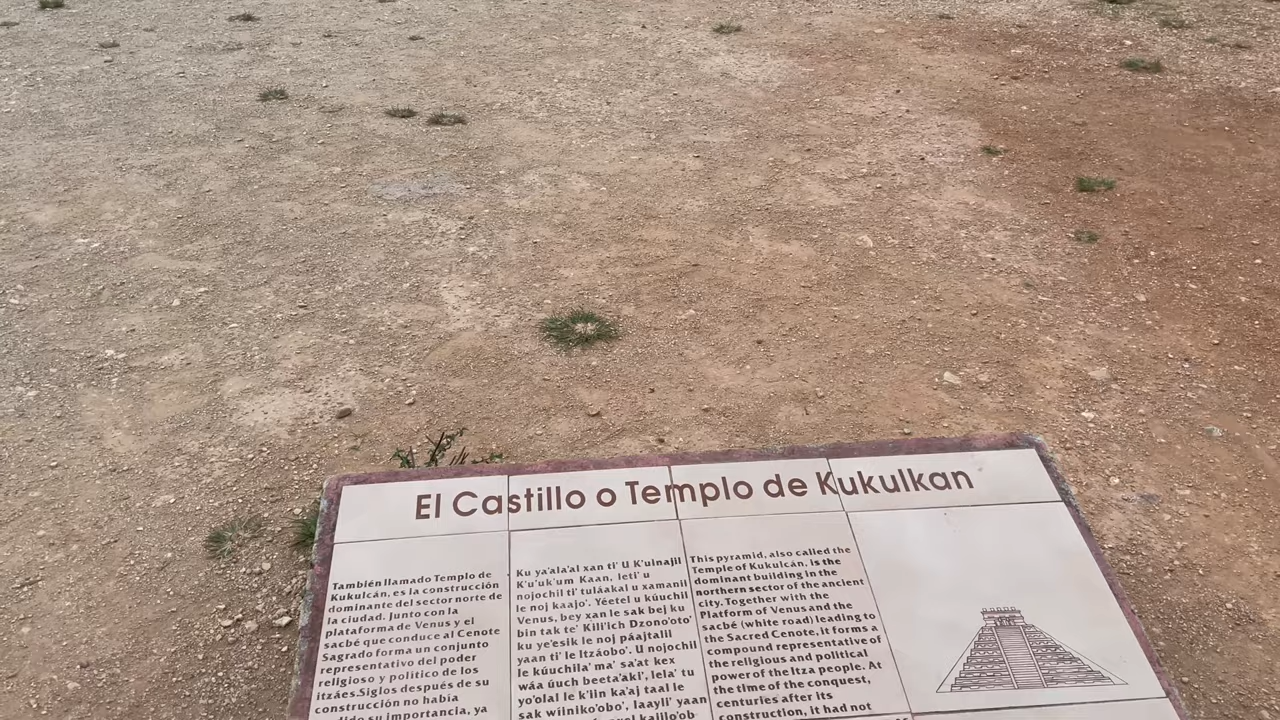 El Castillo o Templo de Kukulkan
También llamado Templo de
Kukulcán, es la construcción
dominante del sector norte de
la ciudad. Junto con la
plataforma de Venus y el
sacbé que conduce al Cenote
Sagrado forma un conjunto
representativo del poder
religioso y político de los
itzáes.Siglos después de su
construcción no había
su importancia, ya
Ku ya'ala'al xan ti' U K'uinajil
K'u'uk'um Kaan, leti' u
nojochil ti' tuláakal u xamanil
le noj kaajo'. Yéetel u kúuchil
Venus, bey xan le sak bej ku
bin tak te' Kili'ich Dzono'oto'
ku ye'esik le noj páajtalil
yaan ti' le Itzáobo'. U nojochil
le kúuchila' ma' sa'at kex
wáa úuch beeta'aki', lela' tu
yo'olal le k'iin ka'aj taal le
sak wíiniko'obo', laayli' yaan
This pyramid, also called the
Temple of Kukulcán, is the
dominant building in the
northern sector of the ancient
city. Together with the
Platform of Venus and the
sacbé (white road) leading to
the Sacred Cenote, it forms a
compound representative of
the religious and political
power of the Itza people. At
the time of the conquest,
centuries after its
construction, it had not